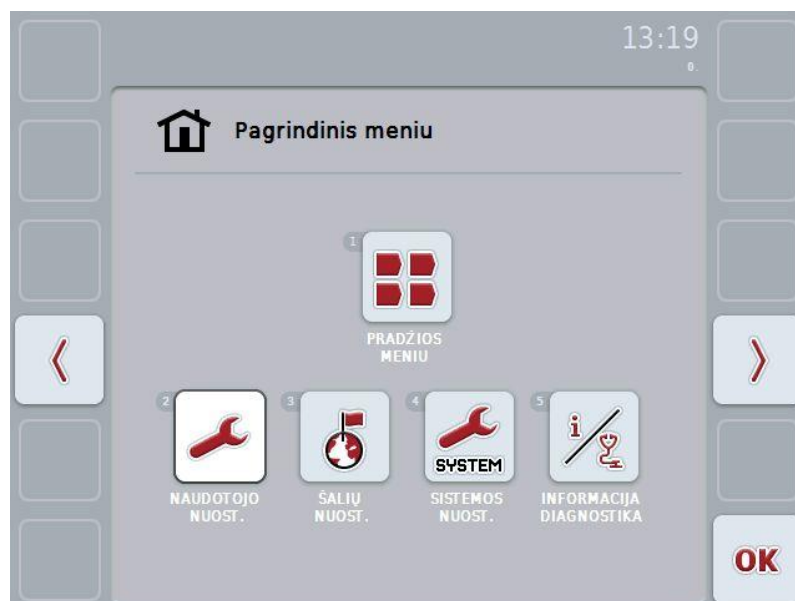 13:19
0.
Pagrindinis meniu
1
PRADŽIOS
MENIU
2
3
4
5
SYSTEM
i
NAUDOTOJO
NUOST.
ŠALIŲ
NUOST.
SISTEMOS
NUOST.
INFORMACIJA
DIAGNOSTIKA
OK